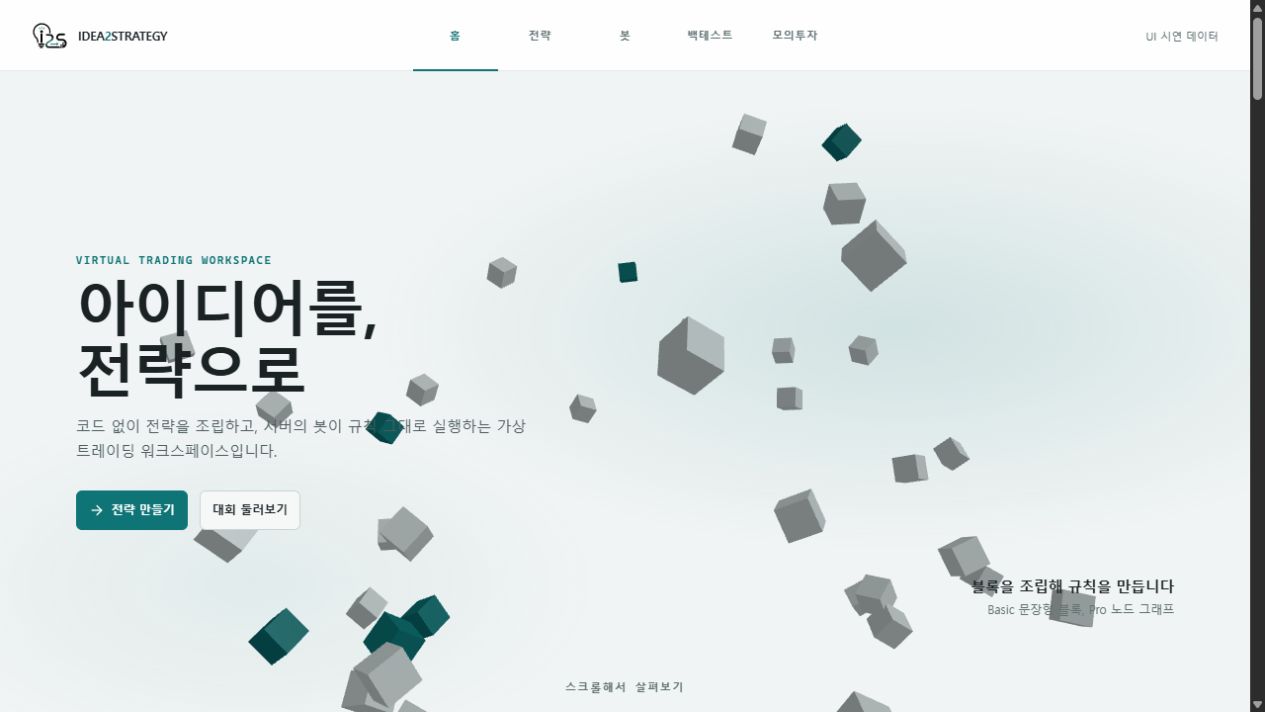 IDEA2STRATEGY
홈
전략
봇
백테스트
모의투자
UI 시연 데이터
VIRTUAL TRADING WORKSPACE
아이디어를,
전략으로
코드 없이 전략을 조립하고, 서버의 봇이 규칙 그대로 실행하는 가상
트레이딩 워크스페이스입니다.
전략 만들기
대회 둘러보기
블록을 조립해 규칙을 만듭니다
Basic 문장형 블록, Pro 노드 그래프
스크롤해서 살펴보기